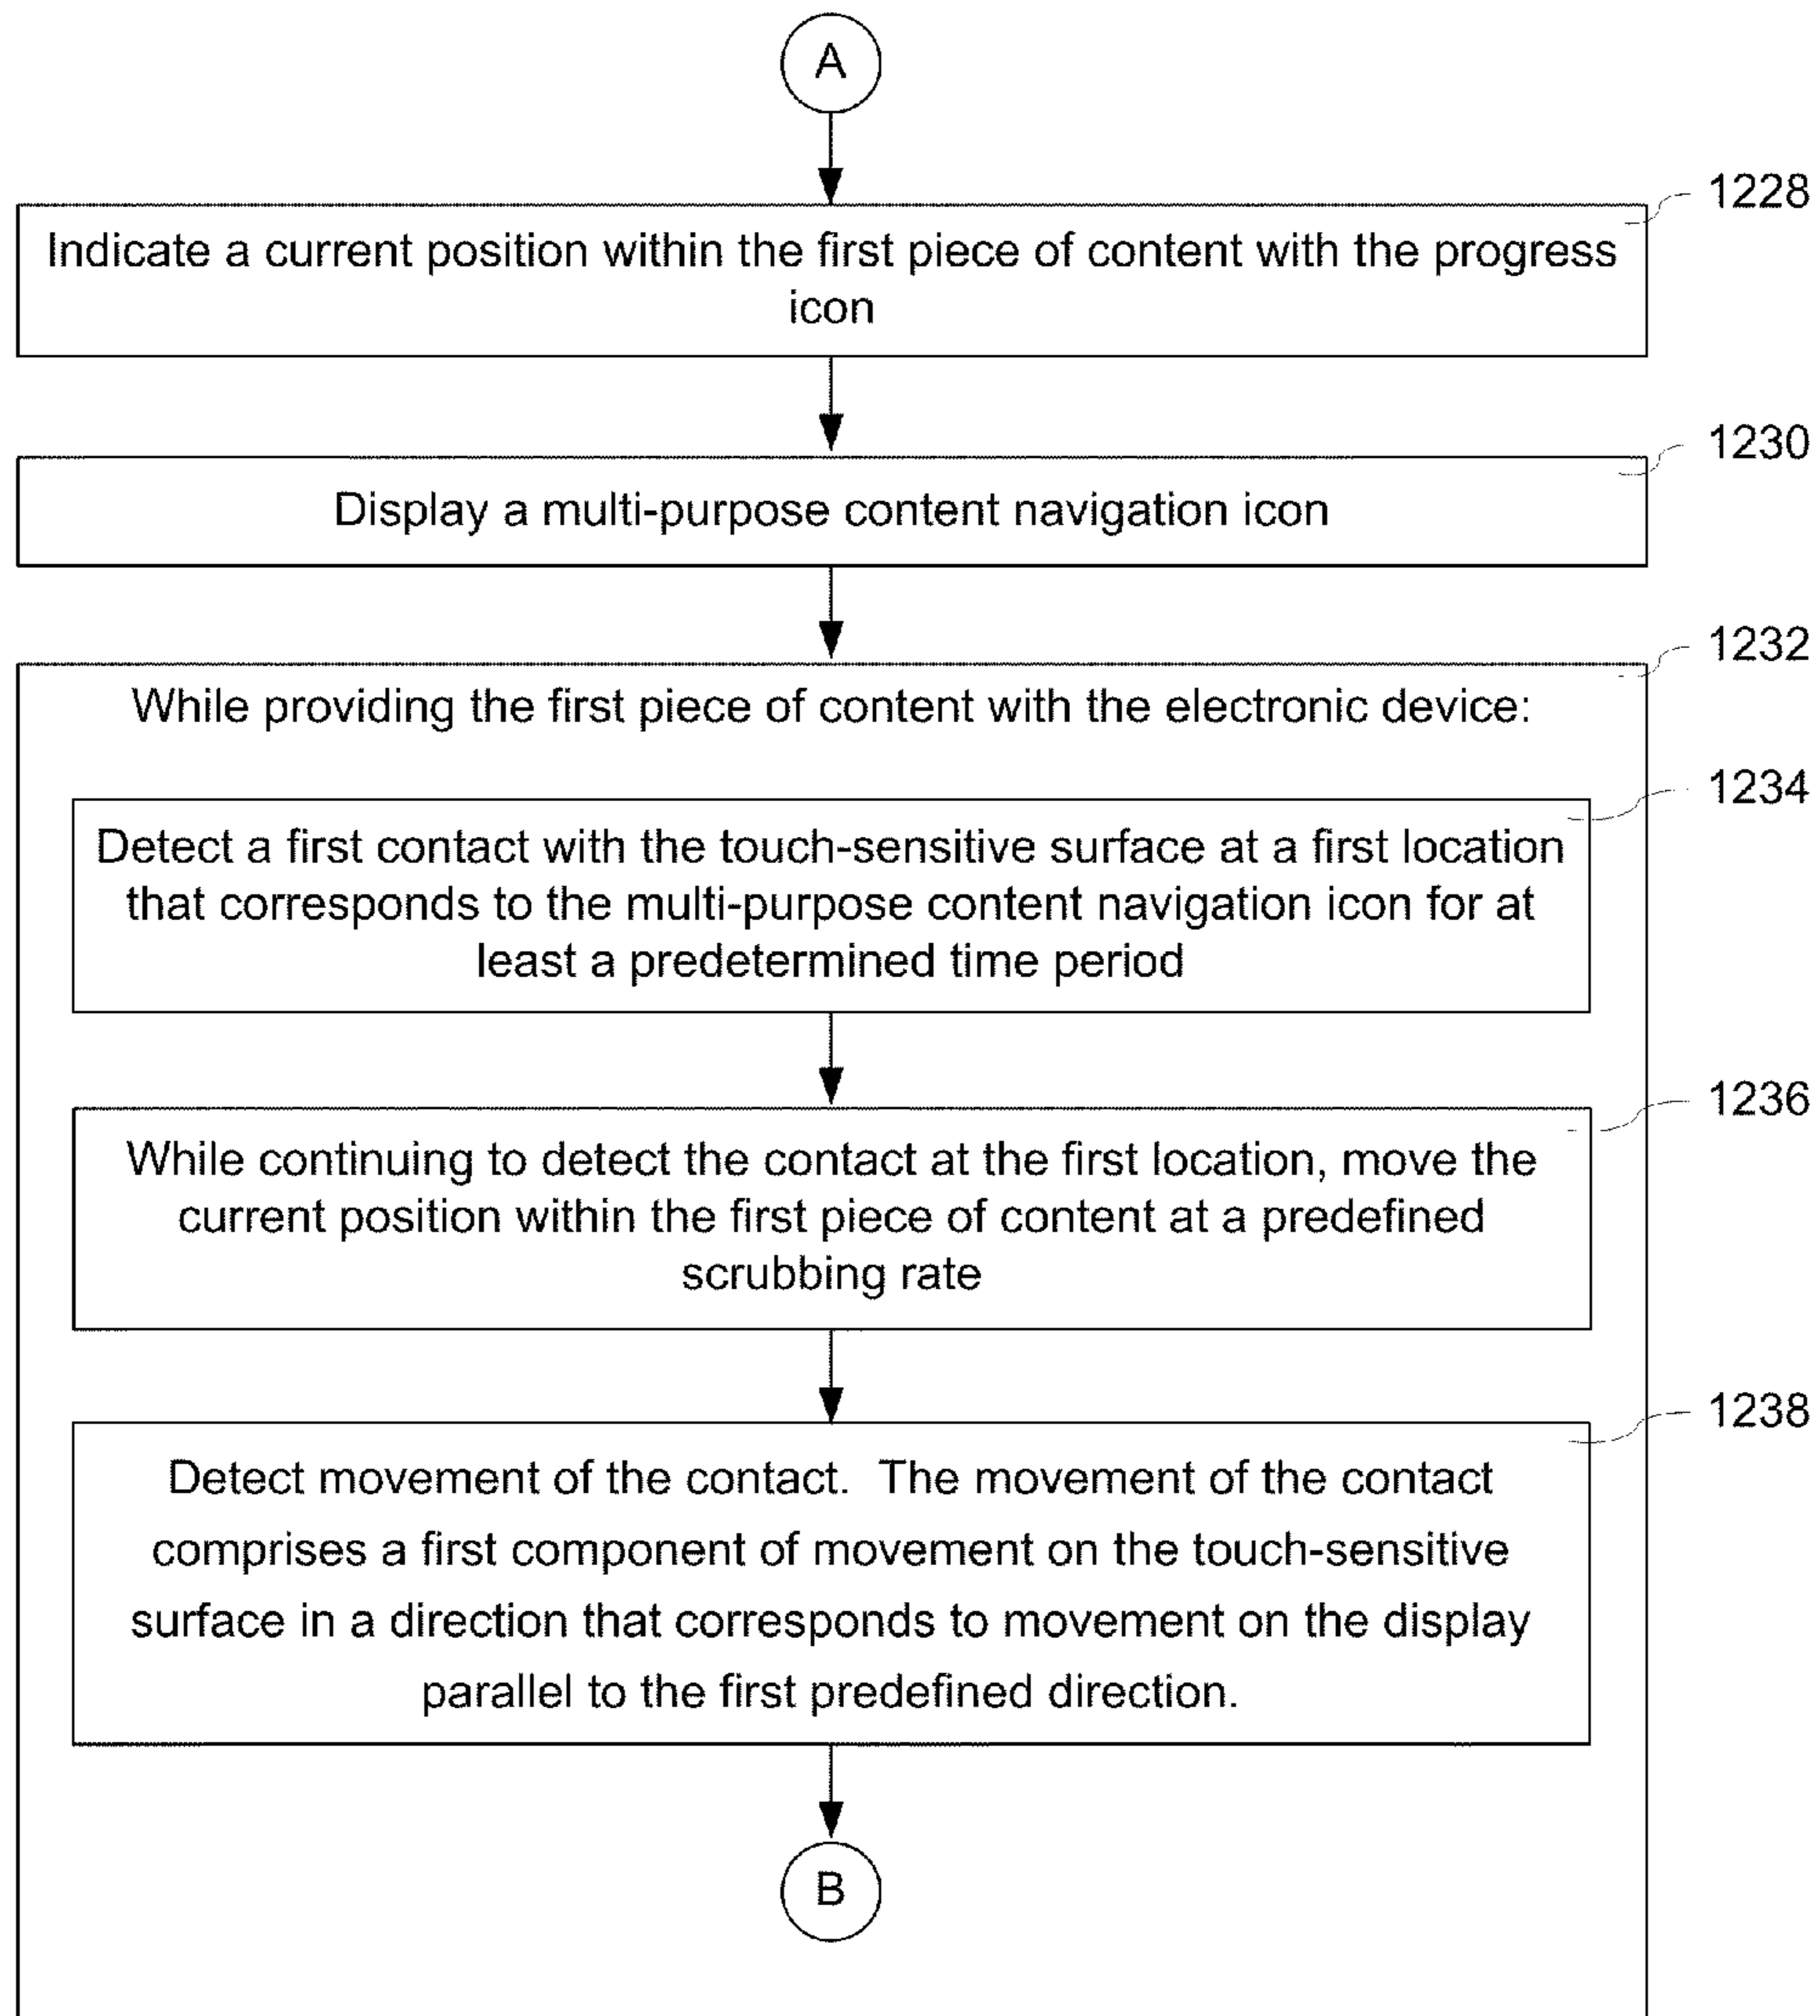 A
1228
Indicate a current position within the first piece of content with the progress
icon
1230
Display a multi-purpose content navigation icon
1232
While providing the first piece of content with the electronic device:
1234
Detect a first contact with the touch-sensitive surface at a first location
that corresponds to the multi-purpose content navigation icon for at
least a predetermined time period
1236
While continuing to detect the contact at the first location, move the
current position within the first piece of content at a predefined
scrubbing rate
1238
Detect movement of the contact.  The movement of the contact
comprises a first component of movement on the touch-sensitive
surface in a direction that corresponds to movement on the display
parallel to the first predefined direction.
B